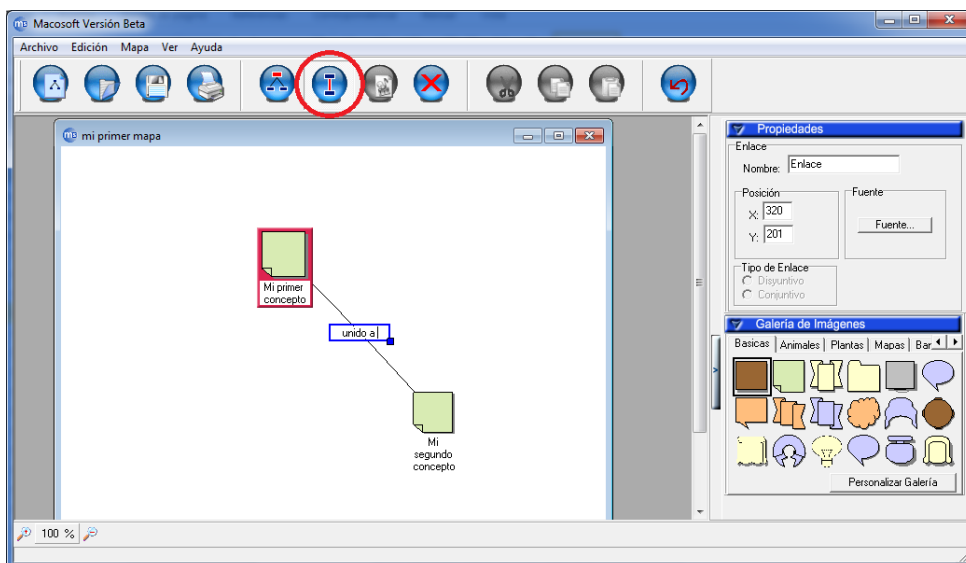 Macosoft Versión Beta
Archivo Edición Mapa Ver Ayuda
mi primer mapa
Mi primer
concepto
unido a
Mi
segundo
concepto
Propiedades
Enlace
Nombre: Enlace
Posición
X: 320
Y: 201
Fuente
Fuente...
Tipo de Enlace
Disyuntivo
Conjuntivo
Galería de Imágenes
Basicas Animales Plantas Mapas Bar
Personalizar Galería
100 %